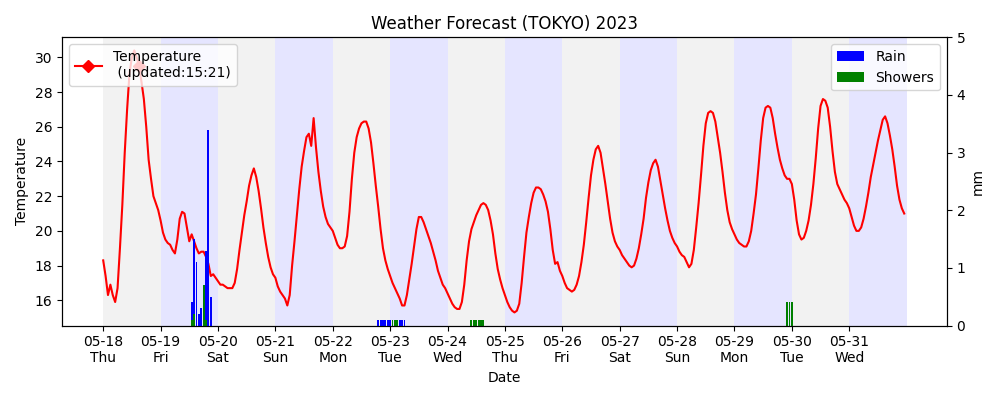 Weather Forecast (TOKYO) 2023
Temperature
(updated:15:21)
Rain
Showers
30
28
26
24
22
20
18
16
Temperature
5
4
3
2
1
0
mm
05-18 05-19 05-20 05-21 05-22 05-23 05-24 05-25 05-26 05-27 05-28 05-29 05-30 05-31
Thu Fri Sat Sun Mon Tue Wed Thu Fri Sat Sun Mon Tue Wed
Date